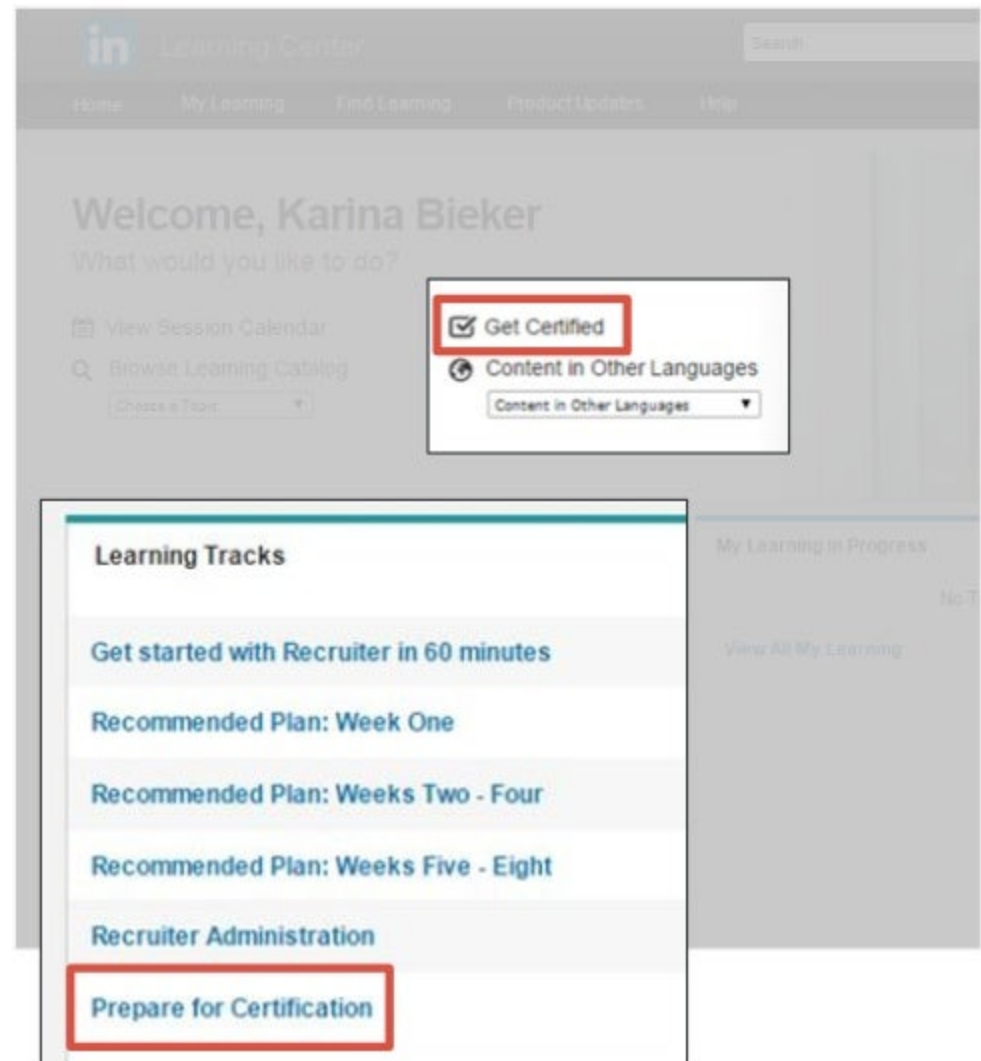 in Learning Center
Search
Home My Learning Find Learning Product Updates Help
Welcome, Karina Bieker
What would you like to do?
View Session Calendar
Browse Learning Catalog
Choose a Topic
Get Certified
Content in Other Languages
Content in Other Languages
Learning Tracks
Get started with Recruiter in 60 minutes
Recommended Plan: Week One
Recommended Plan: Weeks Two - Four
Recommended Plan: Weeks Five - Eight
Recruiter Administration
Prepare for Certification
My Learning in Progress
No T
View All My Learning